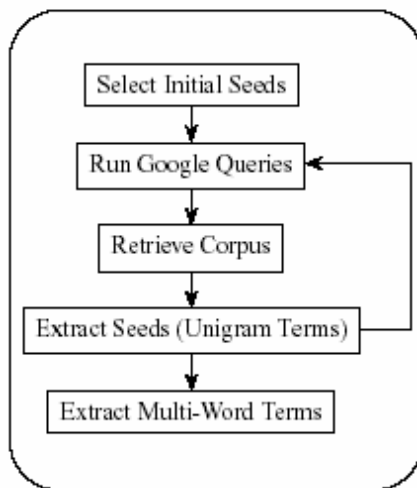 Select Initial Seeds
Run Google Queries
Retrieve Corpus
Extract Seeds (Unigram Terms)
Extract Multi-Word Terms